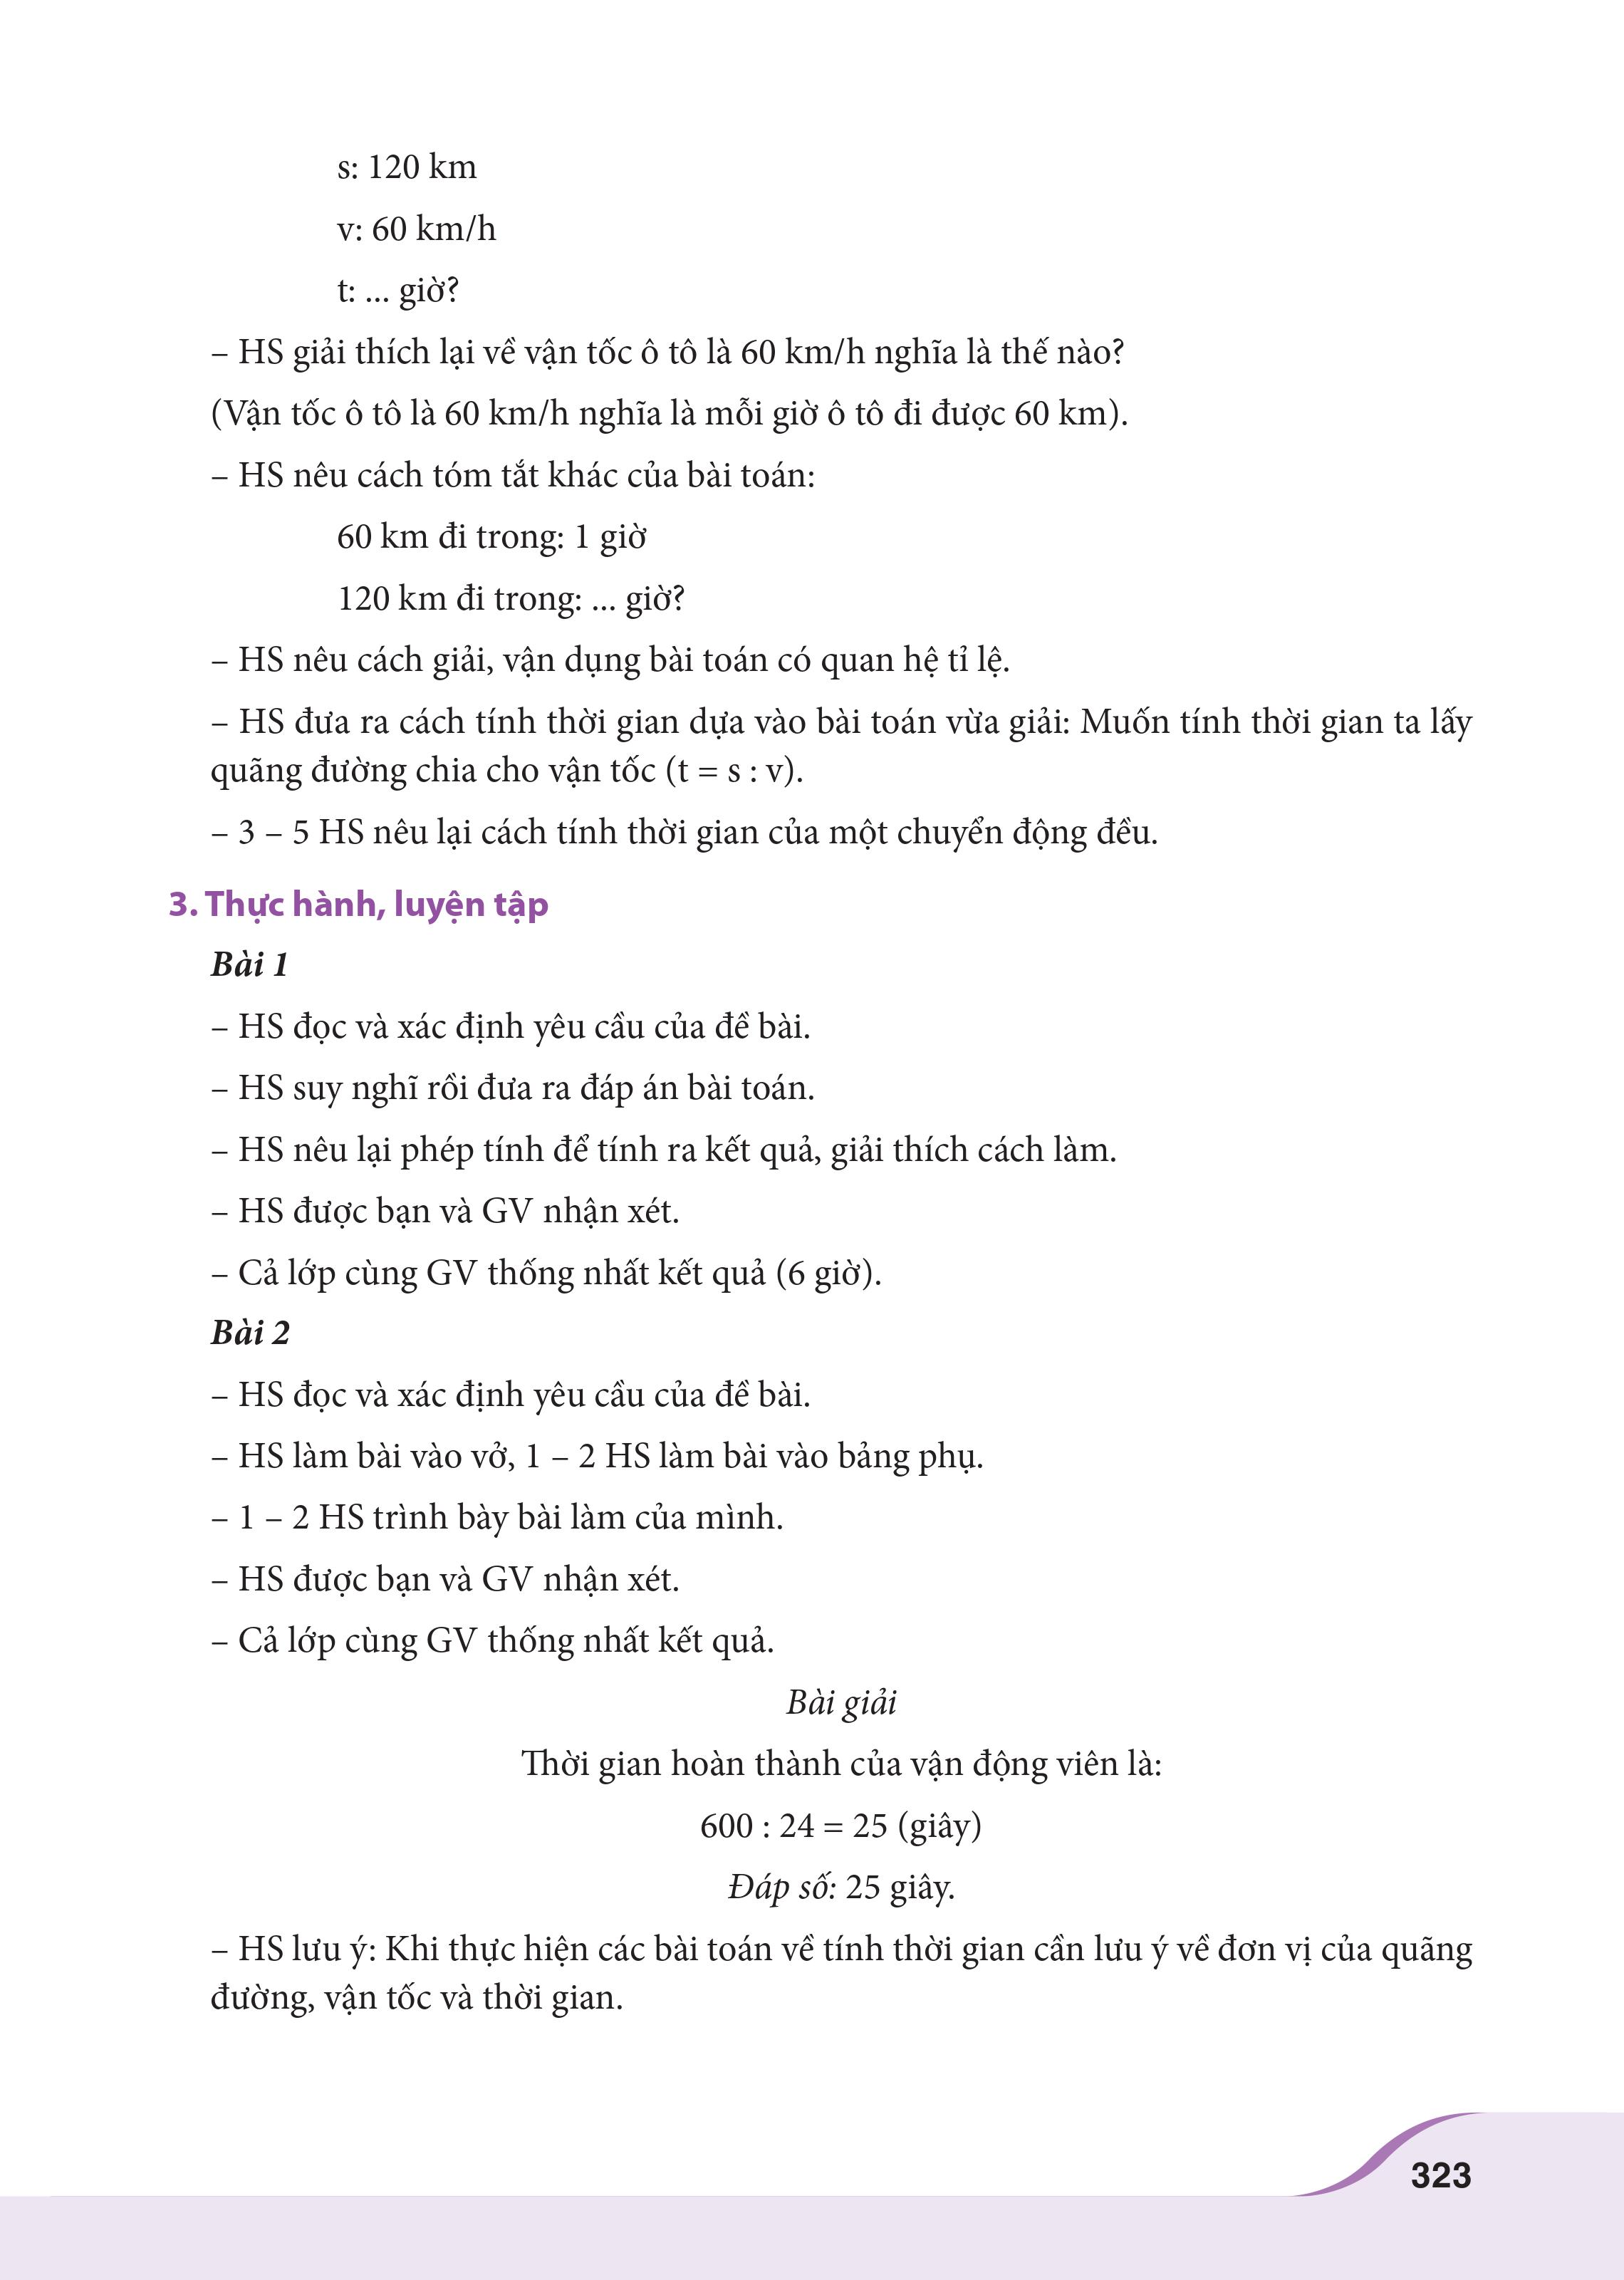 s: 120 km
v: 60 km/h
t: ... giờ?
– HS giải thích lại về vận tốc ô tô là 60 km/h nghĩa là thế nào?
(Vận tốc ô tô là 60 km/h nghĩa là mỗi giờ ô tô đi được 60 km).
– HS nêu cách tóm tắt khác của bài toán:
60 km đi trong: 1 giờ
120 km đi trong: ... giờ?
– HS nêu cách giải, vận dụng bài toán có quan hệ tỉ lệ.
– HS đưa ra cách tính thời gian dựa vào bài toán vừa giải: Muốn tính thời gian ta lấy
quãng đường chia cho vận tốc (t = s : v).
– 3 – 5 HS nêu lại cách tính thời gian của một chuyển động đều.
3. Thực hành, luyện tập
Bài 1
– HS đọc và xác định yêu cầu của đề bài.
– HS suy nghĩ rồi đưa ra đáp án bài toán.
– HS nêu lại phép tính để tính ra kết quả, giải thích cách làm.
– HS được bạn và GV nhận xét.
– Cả lớp cùng GV thống nhất kết quả (6 giờ).
Bài 2
– HS đọc và xác định yêu cầu của đề bài.
– HS làm bài vào vở, 1 – 2 HS làm bài vào bảng phụ.
– 1 – 2 HS trình bày bài làm của mình.
– HS được bạn và GV nhận xét.
– Cả lớp cùng GV thống nhất kết quả.
Bài giải
Thời gian hoàn thành của vận động viên là:
600 : 24 = 25 (giây)
Đáp số: 25 giây.
– HS lưu ý: Khi thực hiện các bài toán về tính thời gian cần lưu ý về đơn vị của quãng
đường, vận tốc và thời gian.
323